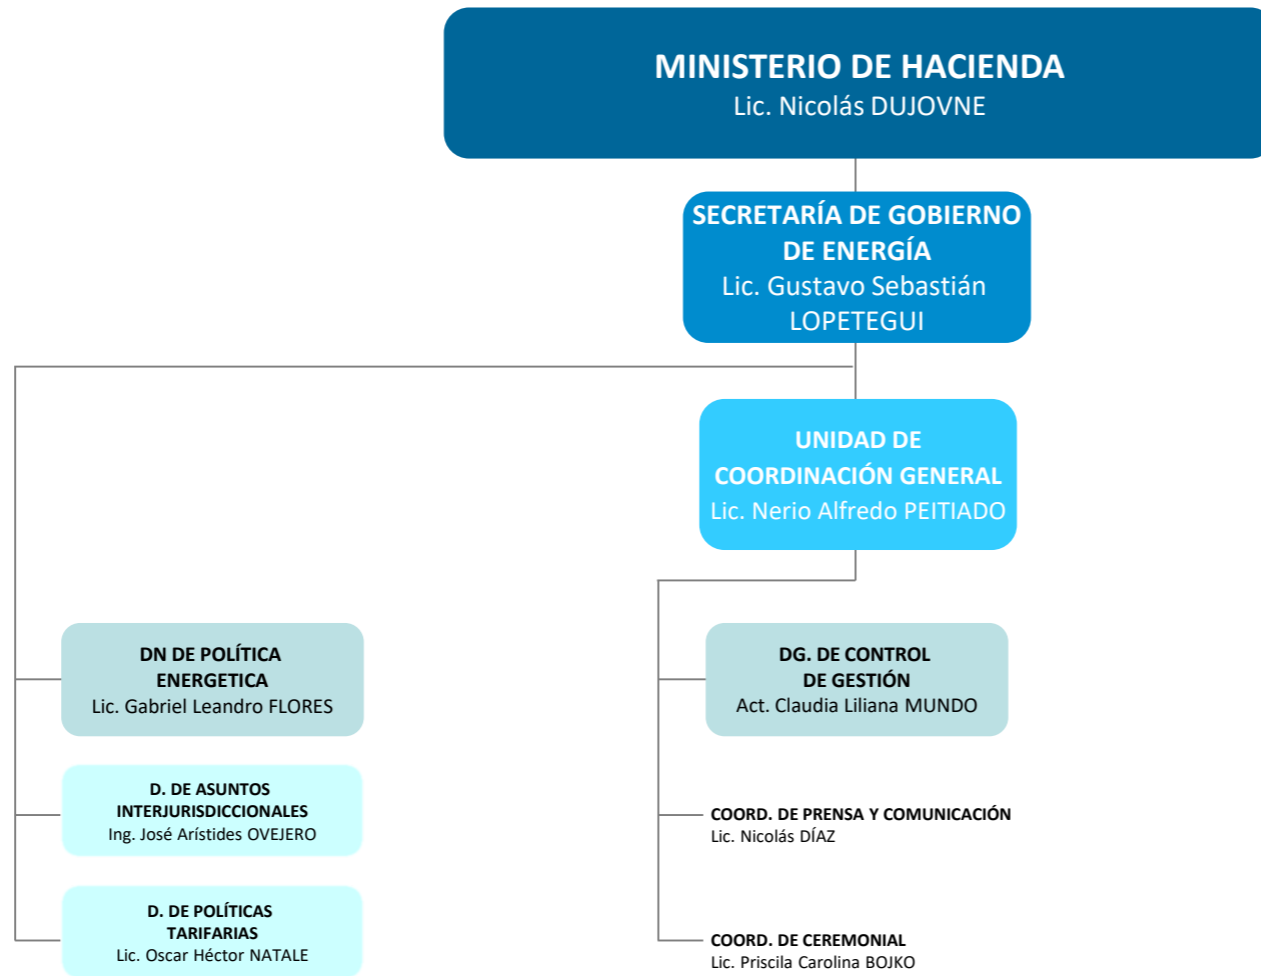 MINISTERIO DE HACIENDA
Lic. Nicolás DUJOVNE
SECRETARÍA DE GOBIERNO
DE ENERGÍA
Lic. Gustavo Sebastián
LOPETEGUI
UNIDAD DE
COORDINACIÓN GENERAL
Lic. Nerio Alfredo PEITIADO
DN DE POLÍTICA
ENERGETICA
Lic. Gabriel Leandro FLORES
D. DE ASUNTOS
INTERJURISDICCIONALES
Ing. José Arístides OVEJERO
D. DE POLÍTICAS
TARIFARIAS
Lic. Oscar Héctor NATALE
DG. DE CONTROL
DE GESTIÓN
Act. Claudia Liliana MUNDO
COORD. DE PRENSA Y COMUNICACIÓN
Lic. Nicolás DÍAZ
COORD. DE CEREMONIAL
Lic. Priscila Carolina BOJKO